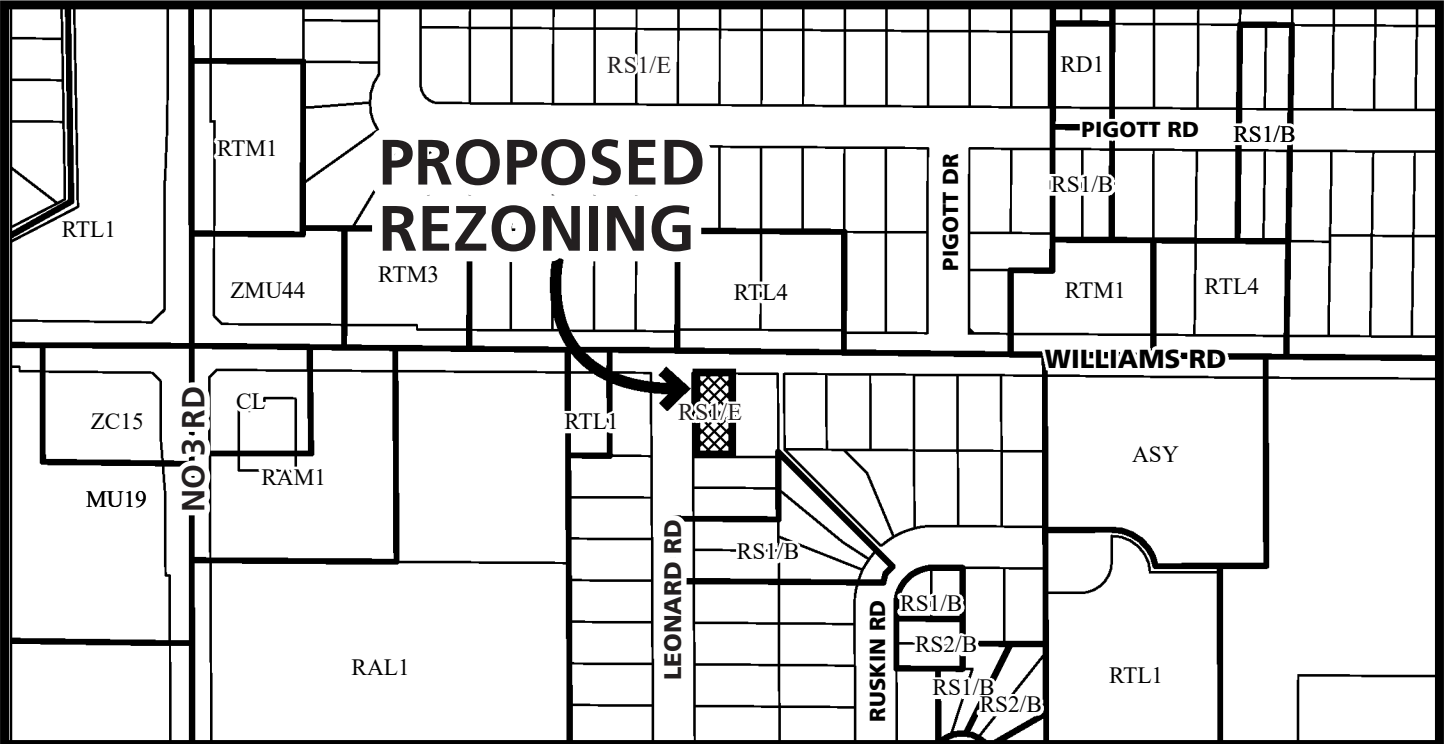 RS1/E
RD1
PIGOTT RD
RS1/B
RTM1
PROPOSED
REZONING
PIGOTT DR
RS1/B
RTL1
ZMU44
RTM3
RTL4
RTM1
RTL4
WILLIAMS RD
NO 3 RD
ZC15
CL
RAM1
MU19
RTL1
RS1/E
ASY
LEONARD RD
RS1/B
RUSKIN RD
RS1/B
RS2/B
RS1/B
RS2/B
RAL1
RTL1